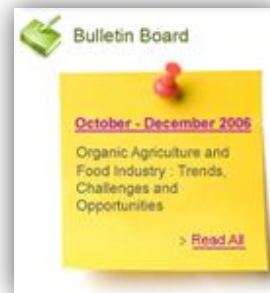 Bulletin Board
October - December 2006
Organic Agriculture and
Food Industry : Trends,
Challenges and
Opportunities
> Read All